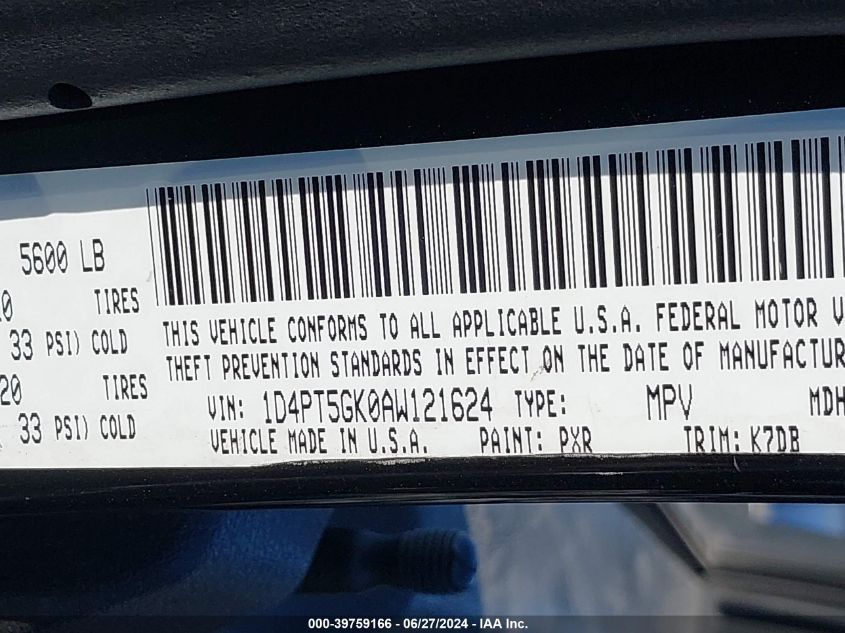 5600 LB
TIRES
33 PSI) COLD
20 TIRES
33 PSI) COLD
THIS VEHICLE CONFORMS TO ALL APPLICABLE U.S.A. FEDERAL MOTOR V
THEFT PREVENTION STANDARDS IN EFFECT ON THE DATE OF MANUFACTUR
VIN: 1D4PT5GK0AW121624 TYPE: MPV MDH
VEHICLE MADE IN U.S.A. PAINT: PXR TRIM: K7DB
000-39759166 / 06/27/2024 - IAA Inc.